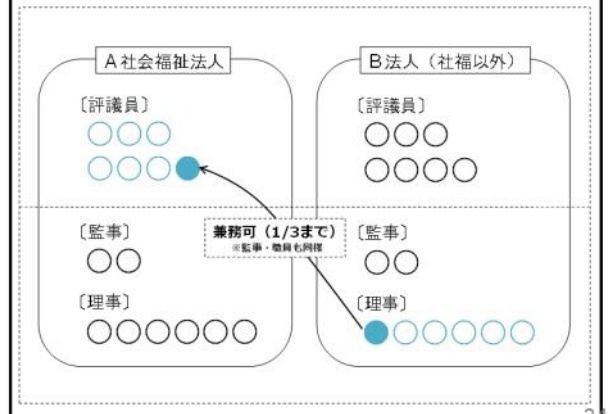 A社会福祉法人
B法人（社福以外）
〔評議員〕
〔評議員〕
兼務可（1/3まで）
※監事・職員も同様
〔監事〕
〔監事〕
〔理事〕
〔理事〕